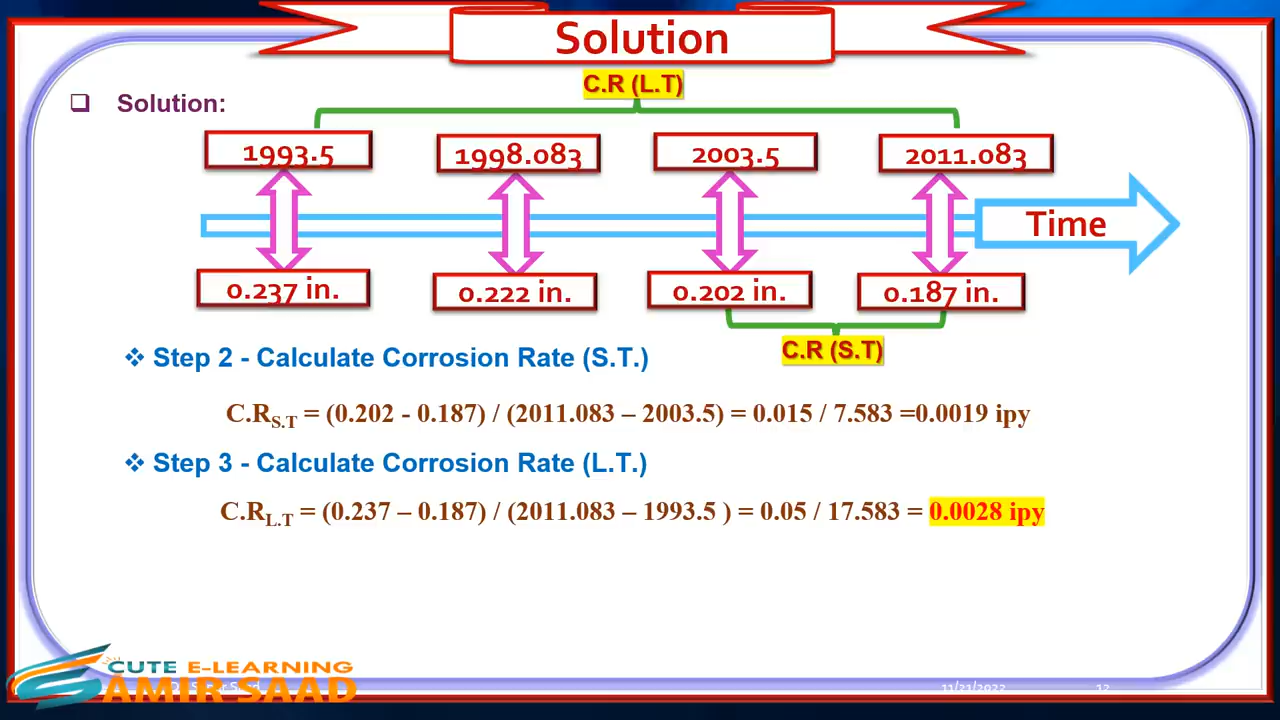 Solution
C.R (L.T)
❑ Solution:
1993.5 1998.083 2003.5 2011.083
Time
0.237 in. 0.222 in. 0.202 in. 0.187 in.
C.R (S.T)
❖ Step 2 - Calculate Corrosion Rate (S.T.)
C.R_S.T = (0.202 - 0.187) / (2011.083 – 2003.5) = 0.015 / 7.583 =0.0019 ipy
❖ Step 3 - Calculate Corrosion Rate (L.T.)
C.R_L.T = (0.237 – 0.187) / (2011.083 – 1993.5 ) = 0.05 / 17.583 = 0.0028 ipy
CUTE E-LEARNING
AMIR SAAD
12